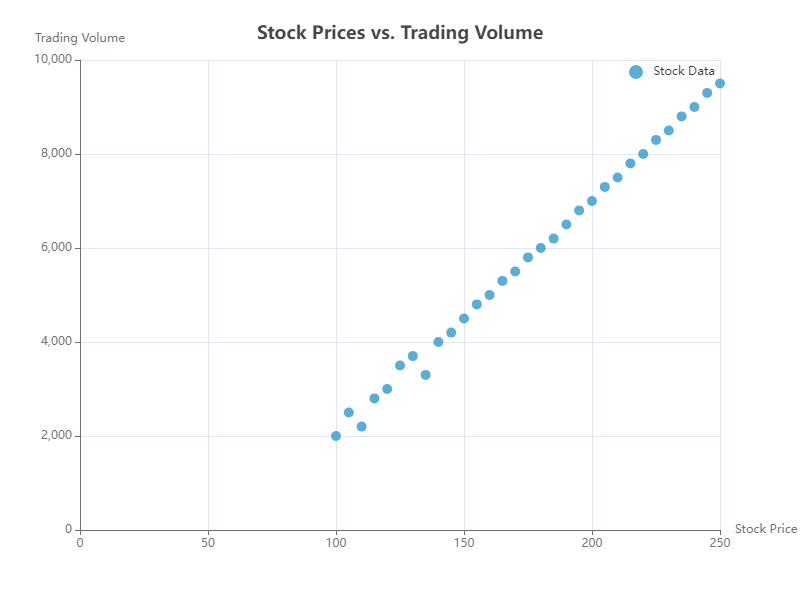 Stock Prices vs. Trading Volume
Trading Volume
Stock Data
10,000
8,000
6,000
4,000
2,000
0
0 50 100 150 200 250
Stock Price